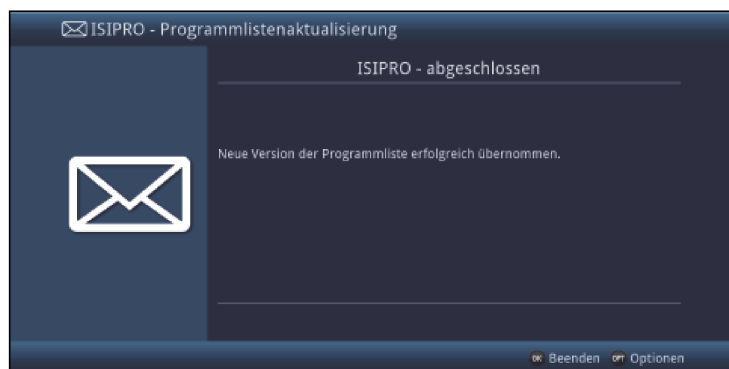 ISIPRO - Programmlistenaktualisierung
ISIPRO - abgeschlossen
Neue Version der Programmliste erfolgreich übernommen.
OK Beenden OPT Optionen